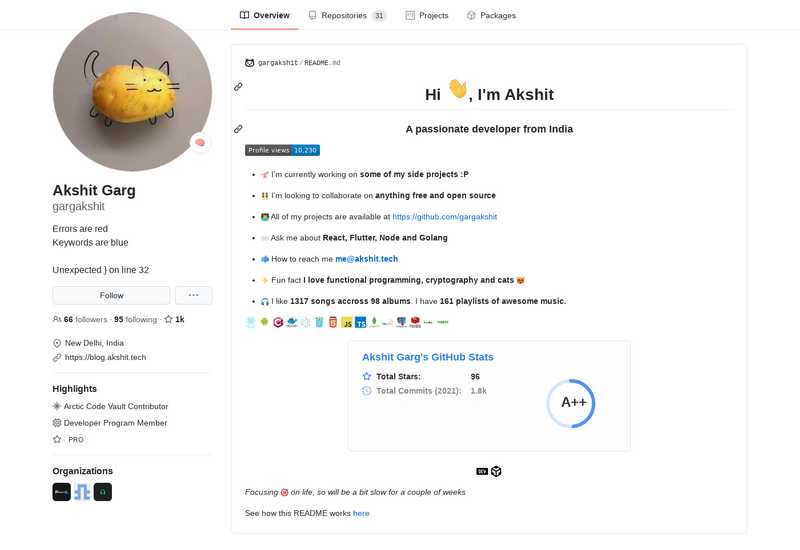 Overview
Repositories 31
Projects
Packages
Akshit Garg
gargakshit
Errors are red
Keywords are blue
Unexpected } on line 32
Follow
...
66 followers · 95 following · 1k
New Delhi, India
https://blog.akshit.tech
Highlights
Arctic Code Vault Contributor
Developer Program Member
PRO
Organizations
gargakshit/README.md
Hi 👋, I'm Akshit
A passionate developer from India
Profile views 10,230
I'm currently working on some of my side projects :P
I'm looking to collaborate on anything free and open source
All of my projects are available at https://github.com/gargakshit
Ask me about React, Flutter, Node and Golang
How to reach me me@akshit.tech
Fun fact I love functional programming, cryptography and cats
I like 1317 songs accross 98 albums. I have 161 playlists of awesome music.
JS
TS
Akshit Garg's GitHub Stats
Total Stars: 96
Total Commits (2021): 1.8k
A++
DEV
Focusing 🎯 on life, so will be a bit slow for a couple of weeks
See how this README works here